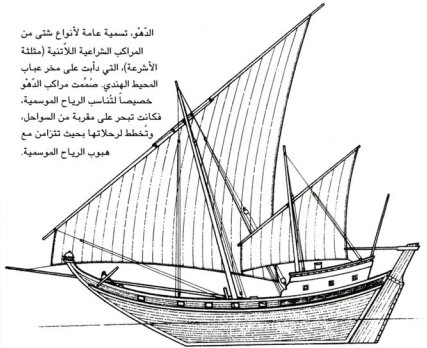 الدّهْو، تسمية عامة لأنواع شتى من
المراكب الشراعية اللاّتنية (مثلثة
الأشرعة)، التي دأبت على مخر عباب
المحيط الهندي. صُمِّمت مراكب الدّهْو
خصيصاً لتُناسب الرياح الموسمية،
فكانت تبحر على مقربة من السواحل،
وتُخطط لرحلاتها بحيث تتزامن مع
هبوب الرياح الموسمية.